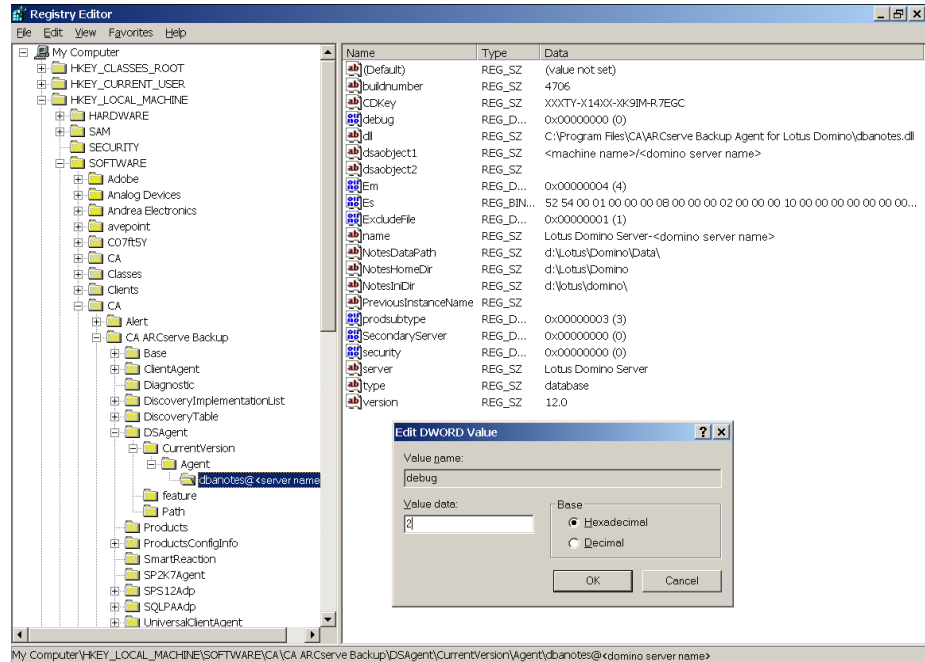 Registry Editor
File Edit View Favorites Help
My Computer
HKEY_CLASSES_ROOT
HKEY_CURRENT_USER
HKEY_LOCAL_MACHINE
HARDWARE
SAM
SECURITY
SOFTWARE
Adobe
Analog Devices
Andrea Electronics
avepoint
C07ft5Y
CA
Classes
Clients
CA
Alert
CA ARCserve Backup
Base
ClientAgent
Diagnostic
DiscoveryImplementationList
DiscoveryTable
DSAgent
CurrentVersion
Agent
dbanotes@<server name
feature
Path
Products
ProductsConfigInfo
SmartReaction
SP2K7Agent
SPS12Adp
SQLPAAdp
UniversalClientAgent
Name Type Data
(Default) REG_SZ (value not set)
buildnumber REG_SZ 4706
CDKey REG_SZ XXXTY-X14XX-XK9IM-R7EGC
debug REG_D... 0x00000000 (0)
dll REG_SZ C:\Program Files\CA\ARCserve Backup Agent for Lotus Domino\dbanotes.dll
dsaobject1 REG_SZ <machine name>/<domino server name>
dsaobject2 REG_SZ
Em REG_D... 0x00000004 (4)
Es REG_BIN... 52 54 00 01 00 00 00 0B 00 00 00 02 00 00 00 10 00 00 00 00 00 00 00...
ExcludeFile REG_D... 0x00000001 (1)
name REG_SZ Lotus Domino Server-<domino server name>
NotesDataPath REG_SZ d:\Lotus\Domino\Data\
NotesHomeDir REG_SZ d:\Lotus\Domino
NotesIniDir REG_SZ d:\lotus\domino\
PreviousInstanceName REG_SZ
prodsubtype REG_D... 0x00000003 (3)
SecondaryServer REG_D... 0x00000000 (0)
security REG_D... 0x00000000 (0)
server REG_SZ Lotus Domino Server
type REG_SZ database
version REG_SZ 12.0
Edit DWORD Value
Value name:
debug
Value data:
2
Base
Hexadecimal
Decimal
OK Cancel
My Computer\HKEY_LOCAL_MACHINE\SOFTWARE\CA\CA ARCserve Backup\DSAgent\CurrentVersion\Agent\dbanotes@<domino server name>